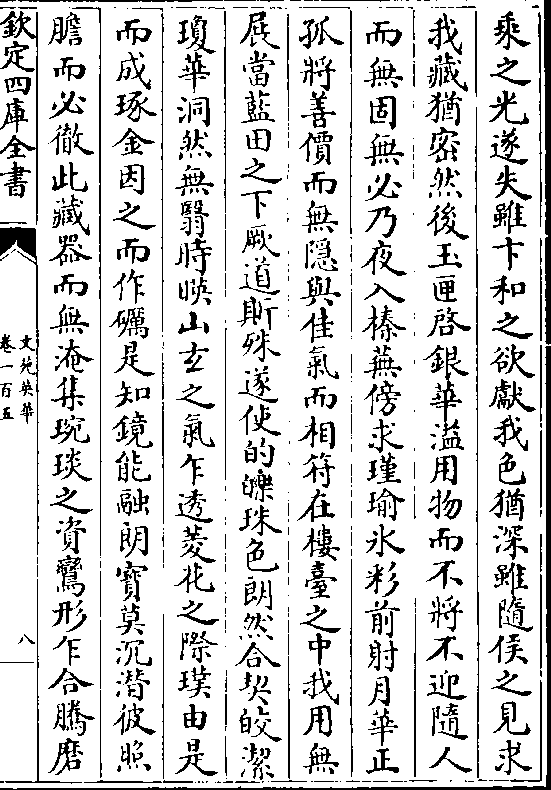 乘之光遂失雖卞和之欲獻我色猶深雖隨侯之見求
我藏猶密然後玉匣啓銀華溢用物而不將不迎隨人
而無固無必乃夜入榛蕪傍求瑾瑜氷彩前射月華正
孤將善價而無隱與佳氣而相符在樓臺之中我用無
展當藍田之下厥道斯殊遂使的皪珠色朗然合契皎潔
瓊華洞然無翳時映山玄之氣乍透菱花之際璞由是
而成琢金因之而作礪是知鏡能融朗寳莫沉潛彼照
膽而必徹此藏器而無淹集琬琰之資鸞形乍合騰磨
欽定四庫全書
文苑英華
卷一百五
八